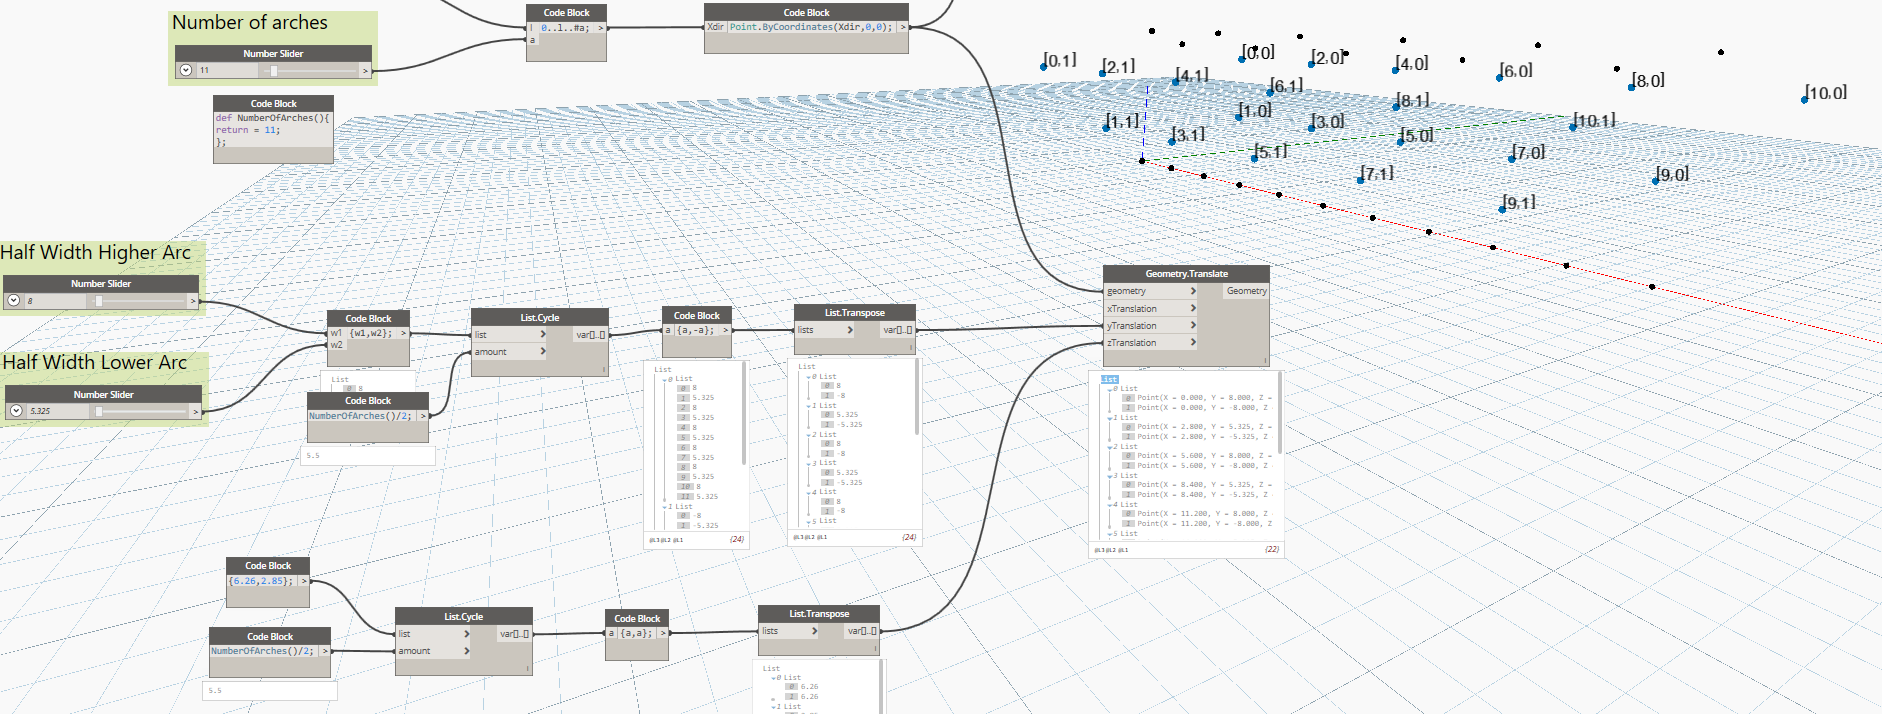 Number of arches
Number Slider
11 >
Code Block
def NumberOfArches(){
return = 11;
};
Code Block
l 0..l..#a; >
a
Code Block
Xdir Point.ByCoordinates(Xdir,0,0); >
[0,1]
[2,1]
[4,1]
[0,0]
[2,0]
[4,0]
[6,0]
[8,0]
[10,0]
[6,1]
[8,1]
[10,1]
[1,1]
[3,1]
[1,0]
[3,0]
[5,0]
[7,0]
[9,0]
[5,1]
[7,1]
[9,1]
Half Width Higher Arc
Number Slider
8 >
Half Width Lower Arc
Number Slider
5.325 >
Code Block
w1 {w1,w2}; >
w2
List
0 8
Code Block
NumberOfArches()/2; >
5.5
List.Cycle
list > var[]..[]
amount >
Code Block
a {a,-a}; >
List
0 List
0 8
1 5.325
2 8
3 5.325
4 8
5 5.325
6 8
7 5.325
8 8
9 5.325
10 8
11 5.325
1 List
0 -8
1 -5.325
@L3 @L2 @L1 {24}
List.Transpose
lists > var[]..[]
List
0 List
0 8
1 -8
1 List
0 5.325
1 -5.325
2 List
0 8
1 -8
3 List
0 5.325
1 -5.325
4 List
0 8
1 -8
5 List
@L3 @L2 @L1 {24}
Geometry.Translate
geometry > Geometry
xTranslation >
yTranslation >
zTranslation >
List
0 List
0 Point(X = 0.000, Y = 8.000, Z =
1 Point(X = 0.000, Y = -8.000, Z =
1 List
0 Point(X = 2.800, Y = 5.325, Z =
1 Point(X = 2.800, Y = -5.325, Z
2 List
0 Point(X = 5.600, Y = 8.000, Z =
1 Point(X = 5.600, Y = -8.000, Z
3 List
0 Point(X = 8.400, Y = 5.325, Z =
1 Point(X = 8.400, Y = -5.325, Z
4 List
0 Point(X = 11.200, Y = 8.000, Z
1 Point(X = 11.200, Y = -8.000, Z
5 List
@L3 @L2 @L1 {22}
Code Block
{6.26,2.85}; >
Code Block
NumberOfArches()/2; >
5.5
List.Cycle
list > var[]..[]
amount >
Code Block
a {a,a}; >
List.Transpose
lists > var[]..[]
List
0 List
0 6.26
1 6.26
1 List